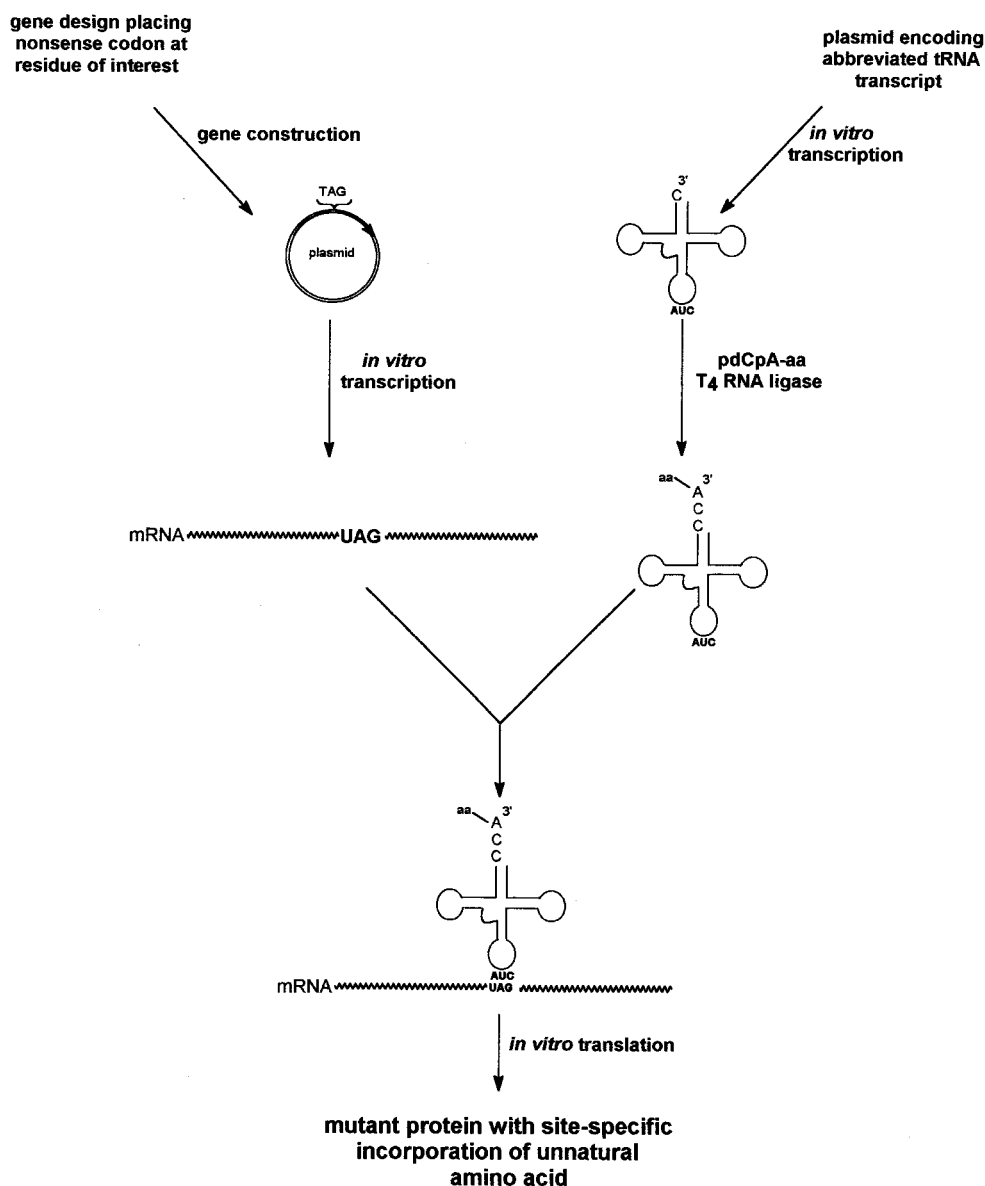 gene design placing
nonsense codon at
residue of interest
plasmid encoding
abbreviated tRNA
transcript
gene construction
in vitro
transcription
TAG
plasmid
3'
C
AUC
in vitro
transcription
pdCpA-aa
T4 RNA ligase
aa
3'
A
C
C
AUC
mRNA
UAG
aa
3'
A
C
C
AUC
mRNA
UAG
in vitro translation
mutant protein with site-specific
incorporation of unnatural
amino acid